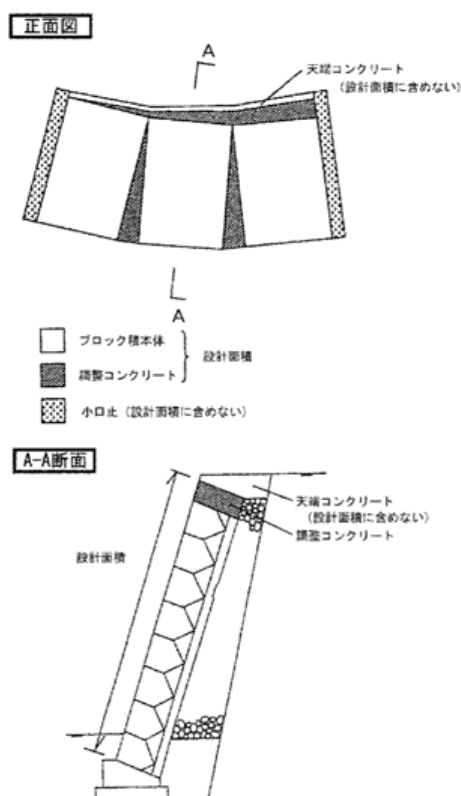 正面図
A
天端コンクリート
(設計面積に含めない)
A
ブロック積本体
調整コンクリート
設計面積
小口止(設計面積に含めない)
A-A断面
天端コンクリート
(設計面積に含めない)
調整コンクリート
設計面積